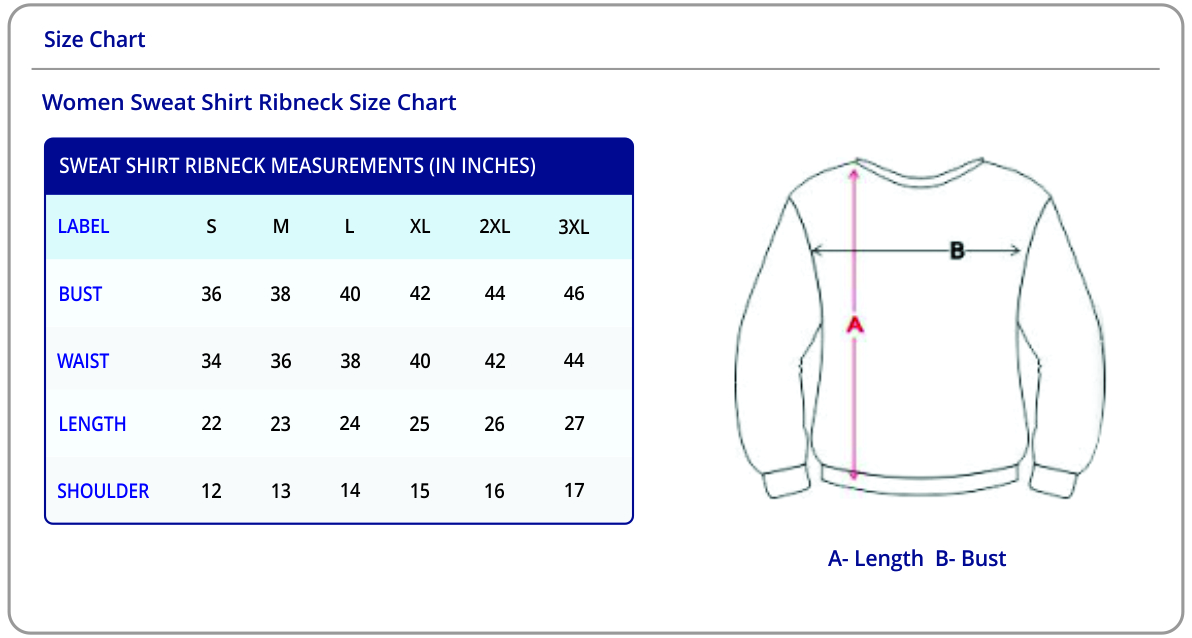 Size Chart
Women Sweat Shirt Ribneck Size Chart
SWEAT SHIRT RIBNECK MEASUREMENTS (IN INCHES)
LABEL S M L XL 2XL 3XL
BUST 36 38 40 42 44 46
WAIST 34 36 38 40 42 44
LENGTH 22 23 24 25 26 27
SHOULDER 12 13 14 15 16 17
B
A
A- Length B- Bust